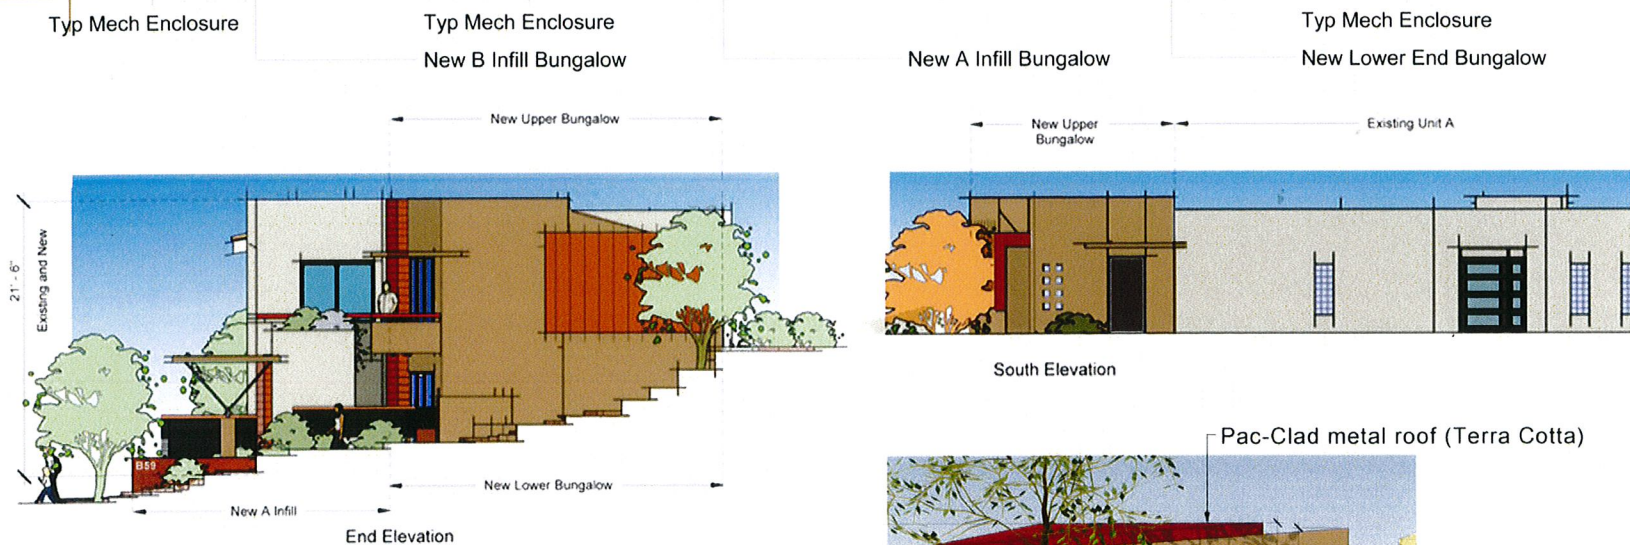 Typ Mech Enclosure
Typ Mech Enclosure
New B Infill Bungalow
New A Infill Bungalow
Typ Mech Enclosure
New Lower End Bungalow
New Upper Bungalow
21' - 6"
Existing and New
B59
New Lower Bungalow
New A Infill
End Elevation
New Upper
Bungalow
Existing Unit A
South Elevation
Pac-Clad metal roof (Terra Cotta)